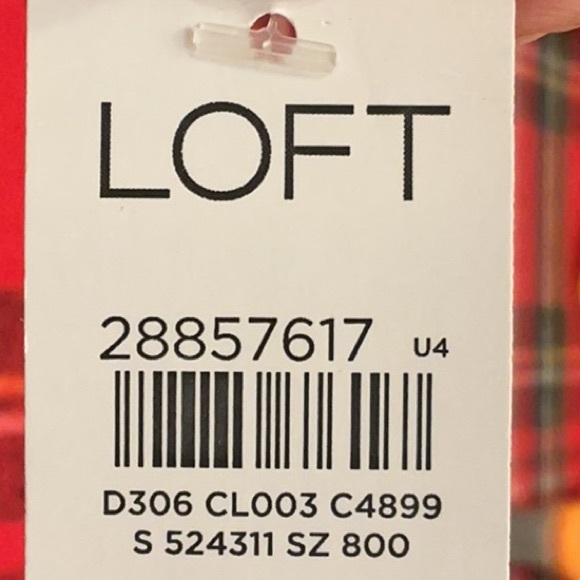 LOFT
28857617 U4
D306 CL003 C4899
S 524311 SZ 800